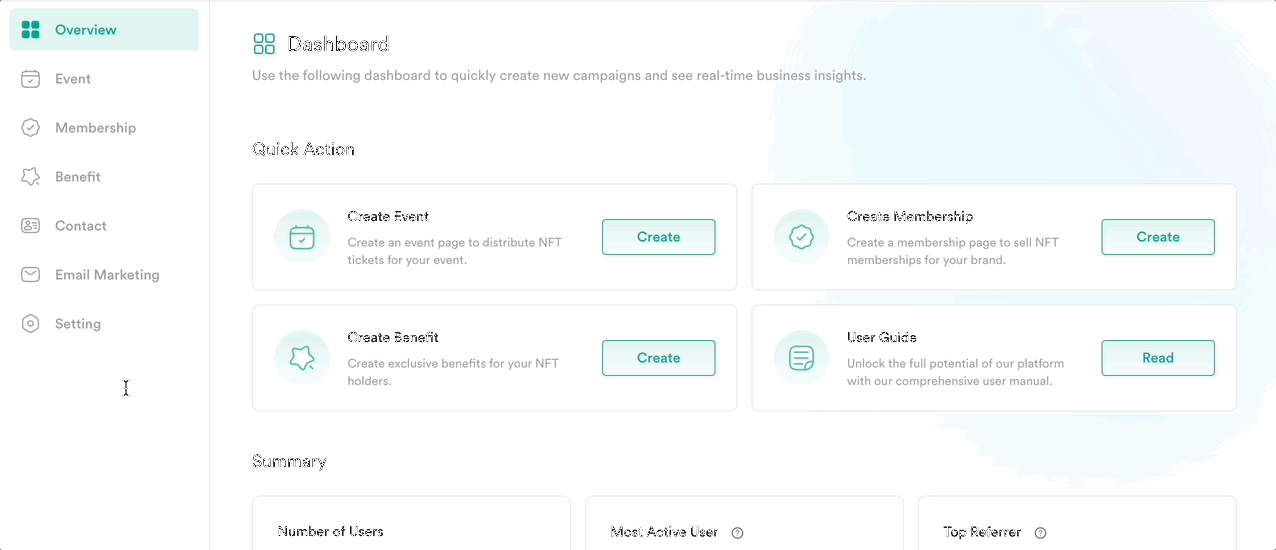 Overview
Event
Membership
Benefit
Contact
Email Marketing
Setting
Dashboard
Use the following dashboard to quickly create new campaigns and see real-time business insights.
Quick Action
Create Event
Create an event page to distribute NFT
tickets for your event.
Create
Create Membership
Create a membership page to sell NFT
memberships for your brand.
Create
Create Benefit
Create exclusive benefits for your NFT
holders.
Create
User Guide
Unlock the full potential of our platform
with our comprehensive user manual.
Read
Summary
Number of Users
Most Active User
Top Referrer